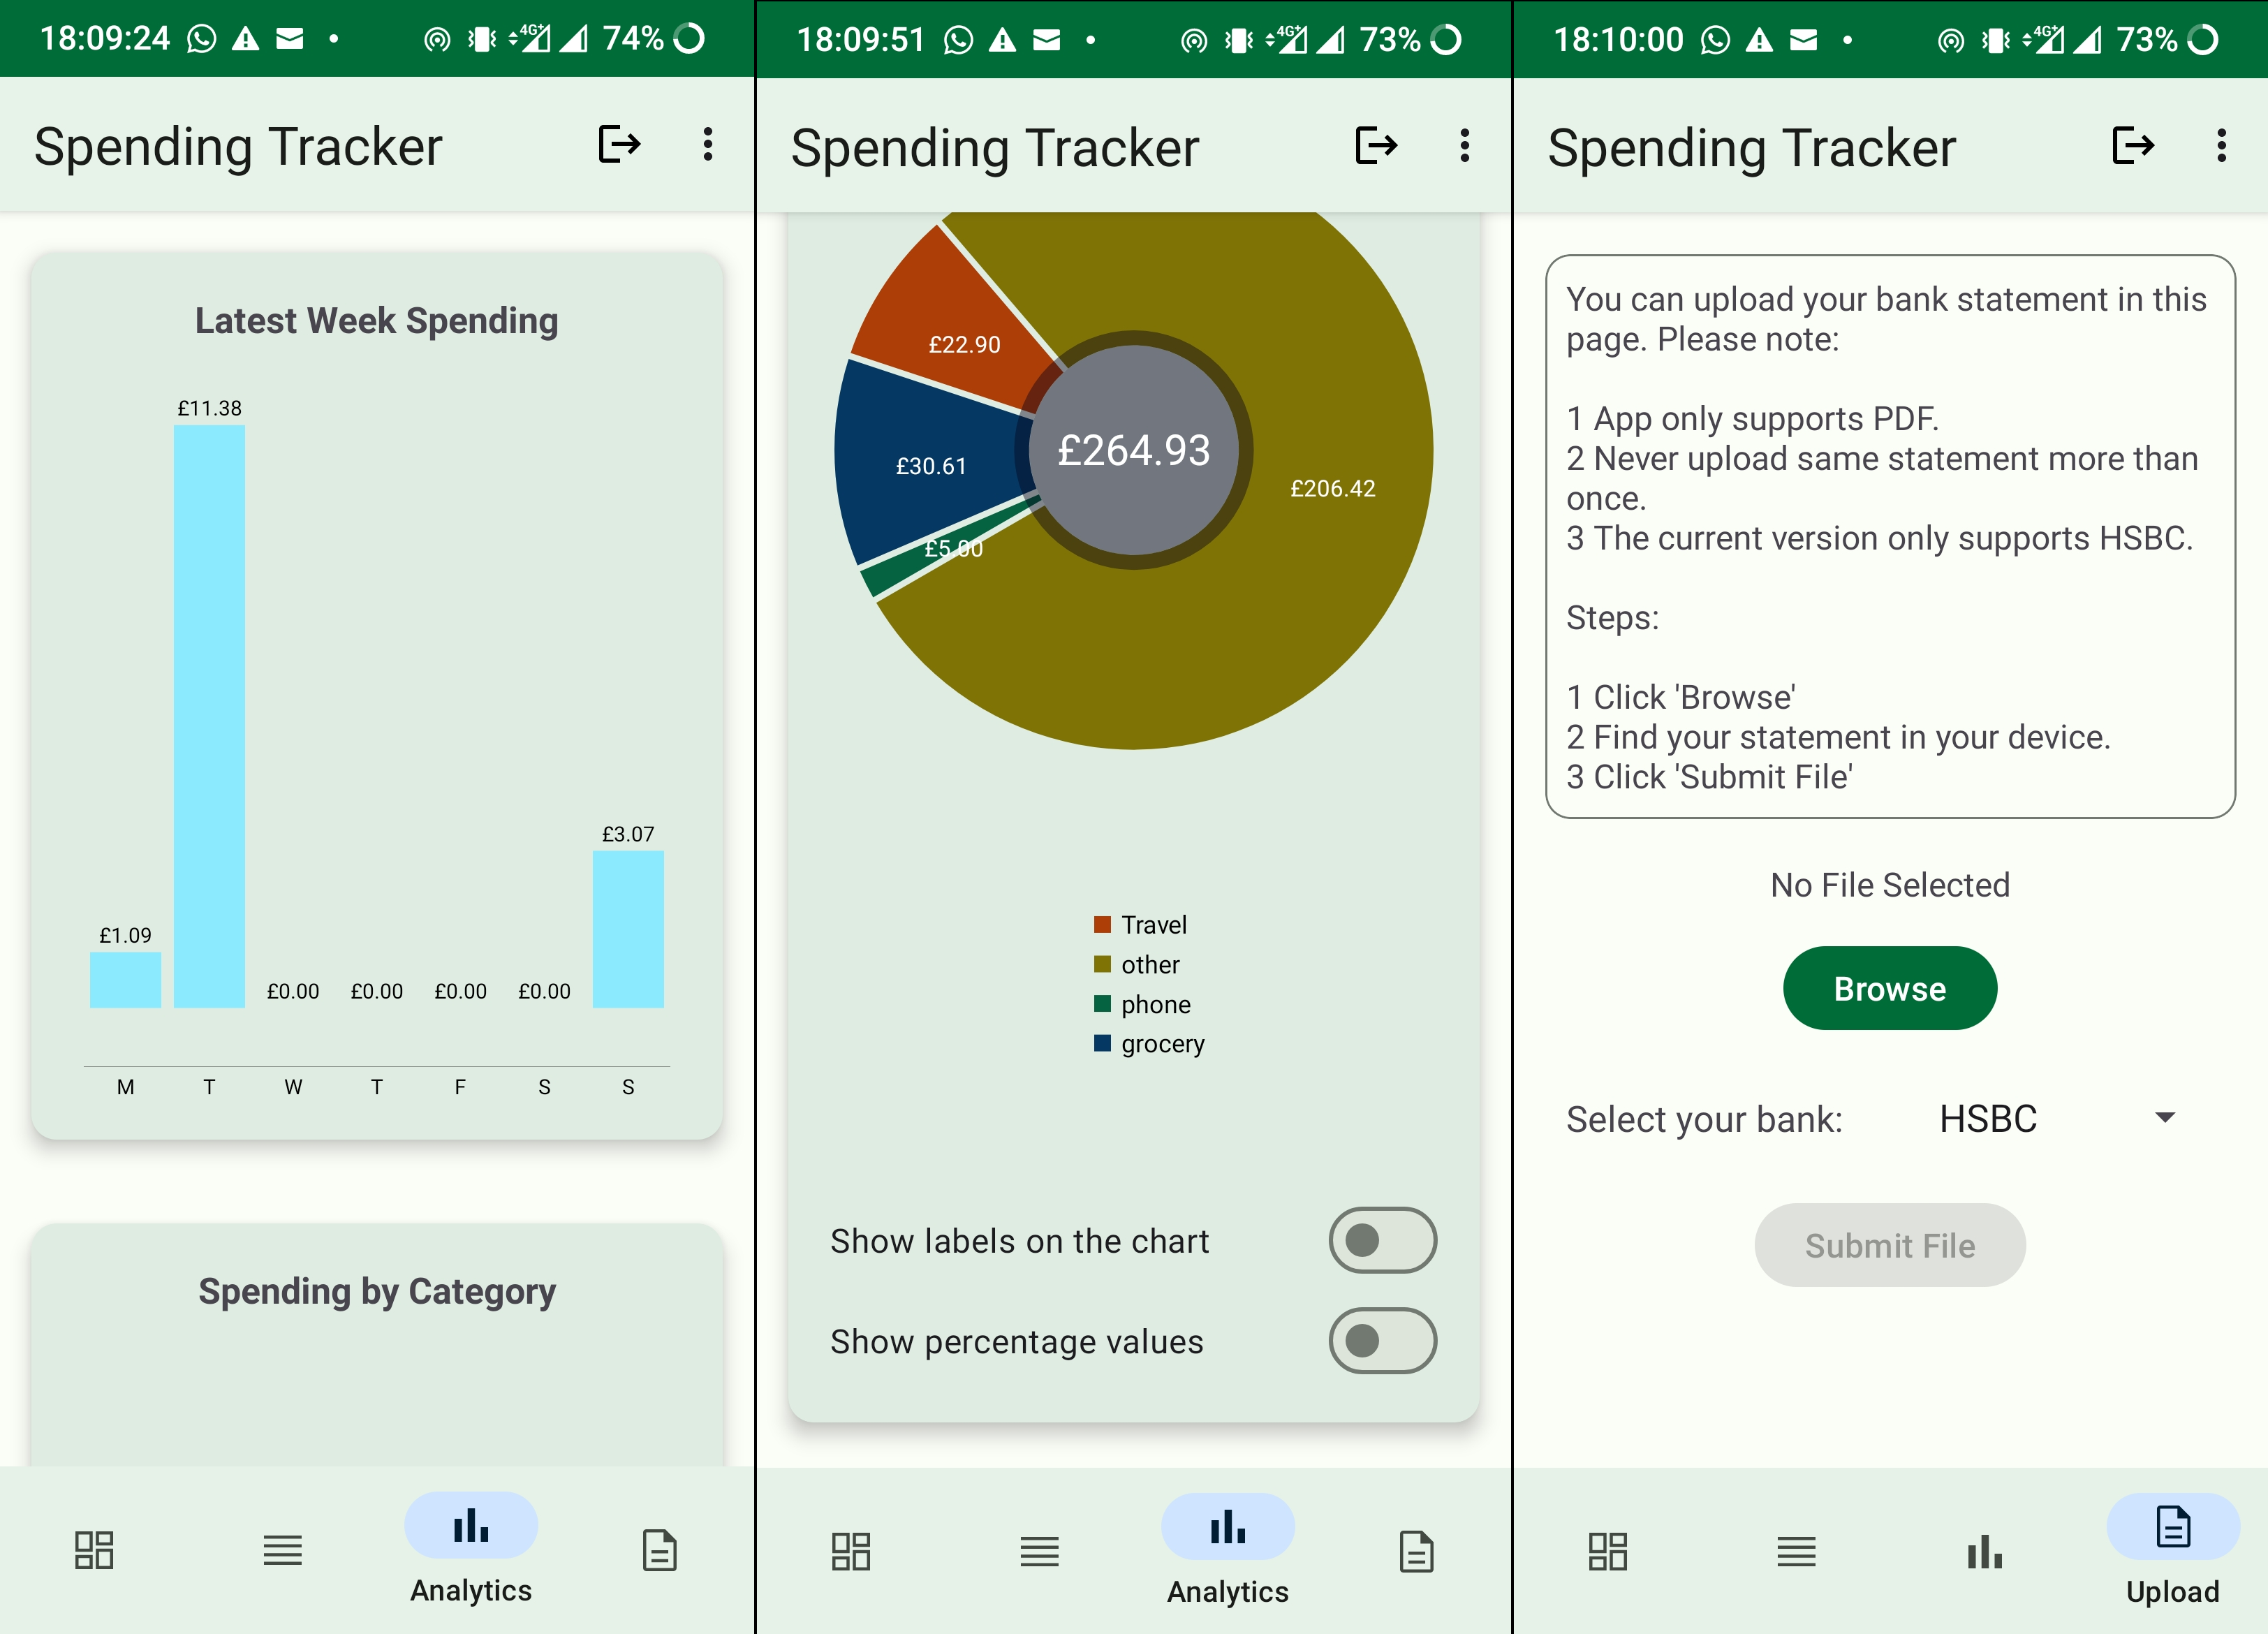 18:09:24
4G+
74%
Spending Tracker
Latest Week Spending
£11.38
£3.07
£1.09
£0.00 £0.00 £0.00 £0.00
M T W T F S S
Spending by Category
Analytics
18:09:51
4G+
73%
Spending Tracker
£22.90
£264.93
£30.61
£206.42
£5.00
Travel
other
phone
grocery
Show labels on the chart
Show percentage values
Analytics
18:10:00
4G+
73%
Spending Tracker
You can upload your bank statement in this
page. Please note:
1 App only supports PDF.
2 Never upload same statement more than
once.
3 The current version only supports HSBC.
Steps:
1 Click 'Browse'
2 Find your statement in your device.
3 Click 'Submit File'
No File Selected
Browse
Select your bank: HSBC
Submit File
Upload